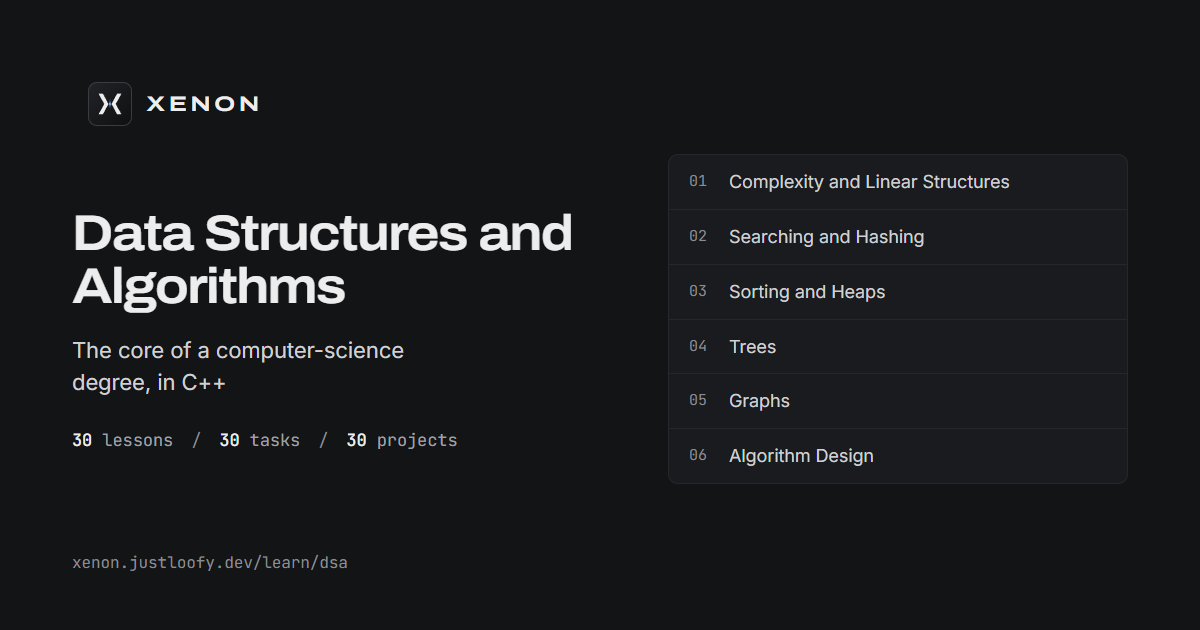 XENON
Data Structures and
Algorithms
The core of a computer-science
degree, in C++
30 lessons / 30 tasks / 30 projects
xenon.justloofy.dev/learn/dsa
01 Complexity and Linear Structures
02 Searching and Hashing
03 Sorting and Heaps
04 Trees
05 Graphs
06 Algorithm Design